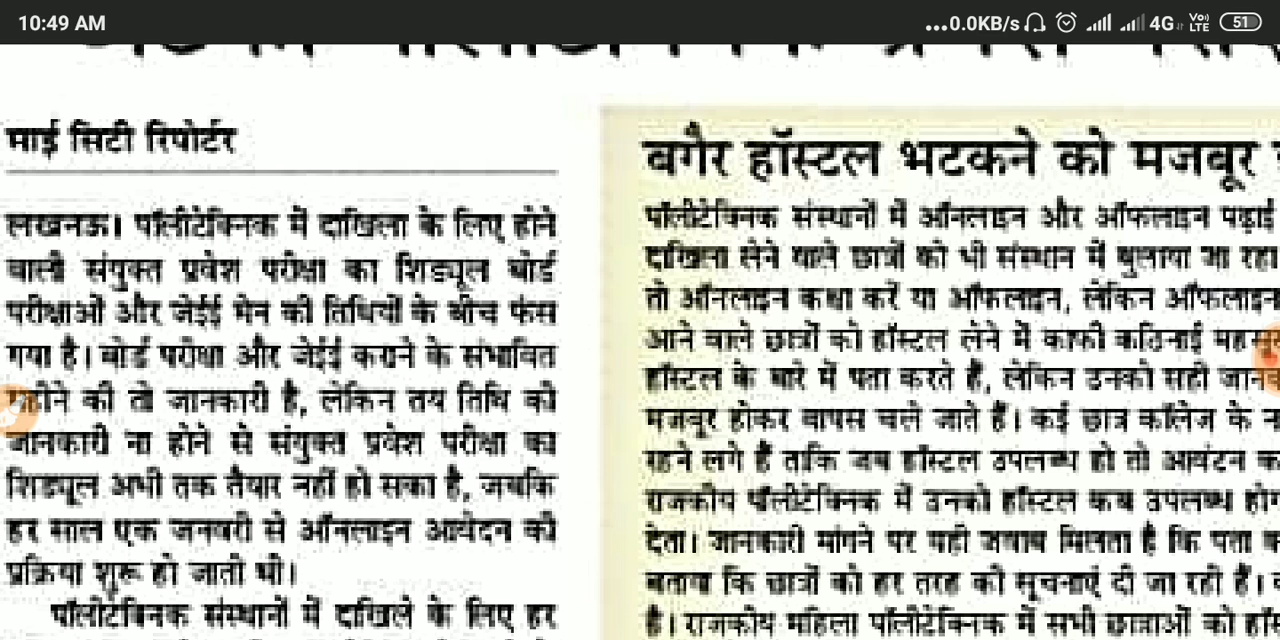 10:49 AM
...0.0KB/s 4G VoLTE 51
माई सिटी रिपोर्टर
लखनऊ। पॉलीटेक्निक में दाखिला के लिए होने
वाली संयुक्त प्रवेश परीक्षा का शिड्यूल बोर्ड
परीक्षाओं और जेईई मेन की तिथियों के बीच फंस
गया है। बोर्ड परीक्षा और जेईई कराने के संभावित
महीने की तो जानकारी है, लेकिन तय तिथि की
जानकारी ना होने से संयुक्त प्रवेश परीक्षा का
शिड्यूल अभी तक तैयार नहीं हो सका है, जबकि
हर साल एक जनवरी से ऑनलाइन आवेदन की
प्रक्रिया शुरू हो जाती थी।
पॉलीटेक्निक संस्थानों में दाखिले के लिए हर
वगैर हॉस्टल भटकने को मजबूर
पॉलीटेक्निक संस्थानों में ऑनलाइन और ऑफलाइन पढ़ाई
दाखिला लेने वाले छात्रों को भी संस्थान में बुलाया जा रहा
तो ऑनलाइन कक्षा करें या ऑफलाइन, लेकिन ऑफलाइन
आने वाले छात्रों को हॉस्टल लेने में काफी कठिनाई
हॉस्टल के बारे में पता करते हैं, लेकिन उनको सही
मजबूर होकर वापस चले जाते हैं। कई छात्र कॉलेज के
रहने लगे हैं ताकि जब हॉस्टल उपलब्ध हो तो आवंटन
राजकीय पॉलीटेक्निक में उनको हॉस्टल कब उपलब्ध
देता। जानकारी मांगने पर यही जवाब मिलता है कि पता
बताया कि छात्रों को हर तरह की सूचनाएं दी जा रही हैं।
है। राजकीय महिला पॉलीटेक्निक में सभी छात्राओं को